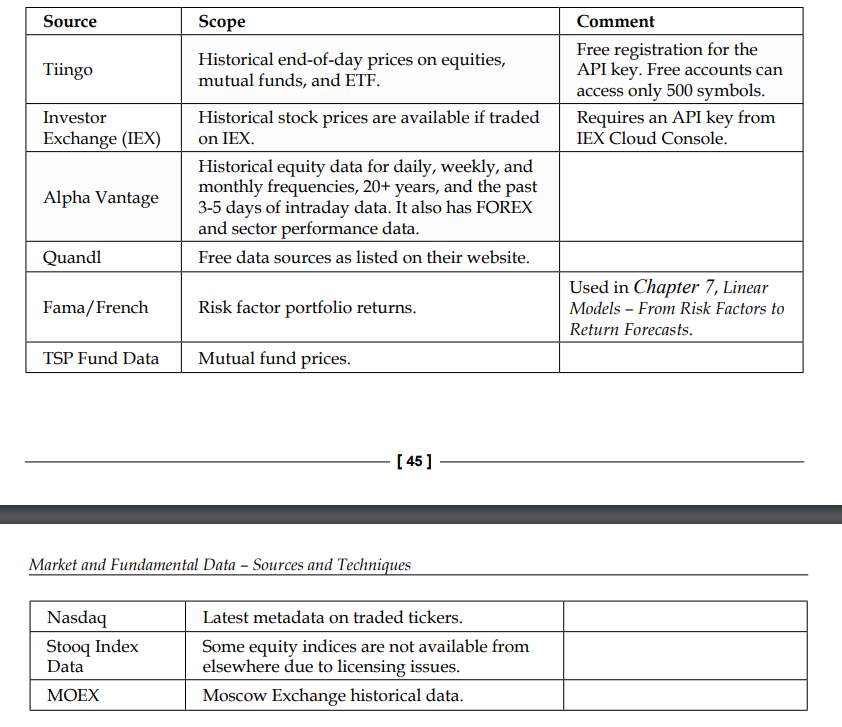 Source Scope Comment
Tiingo
Historical end-of-day prices on equities,
mutual funds, and ETF.
Free registration for the
API key. Free accounts can
access only 500 symbols.
Investor
Exchange (IEX)
Historical stock prices are available if traded
on IEX.
Requires an API key from
IEX Cloud Console.
Alpha Vantage
Historical equity data for daily, weekly, and
monthly frequencies, 20+ years, and the past
3-5 days of intraday data. It also has FOREX
and sector performance data.
Quandl
Free data sources as listed on their website.
Fama/French
Risk factor portfolio returns.
Used in Chapter 7, Linear
Models – From Risk Factors to
Return Forecasts.
TSP Fund Data
Mutual fund prices.
[ 45 ]
Market and Fundamental Data – Sources and Techniques
Nasdaq
Latest metadata on traded tickers.
Stooq Index
Data
Some equity indices are not available from
elsewhere due to licensing issues.
MOEX
Moscow Exchange historical data.